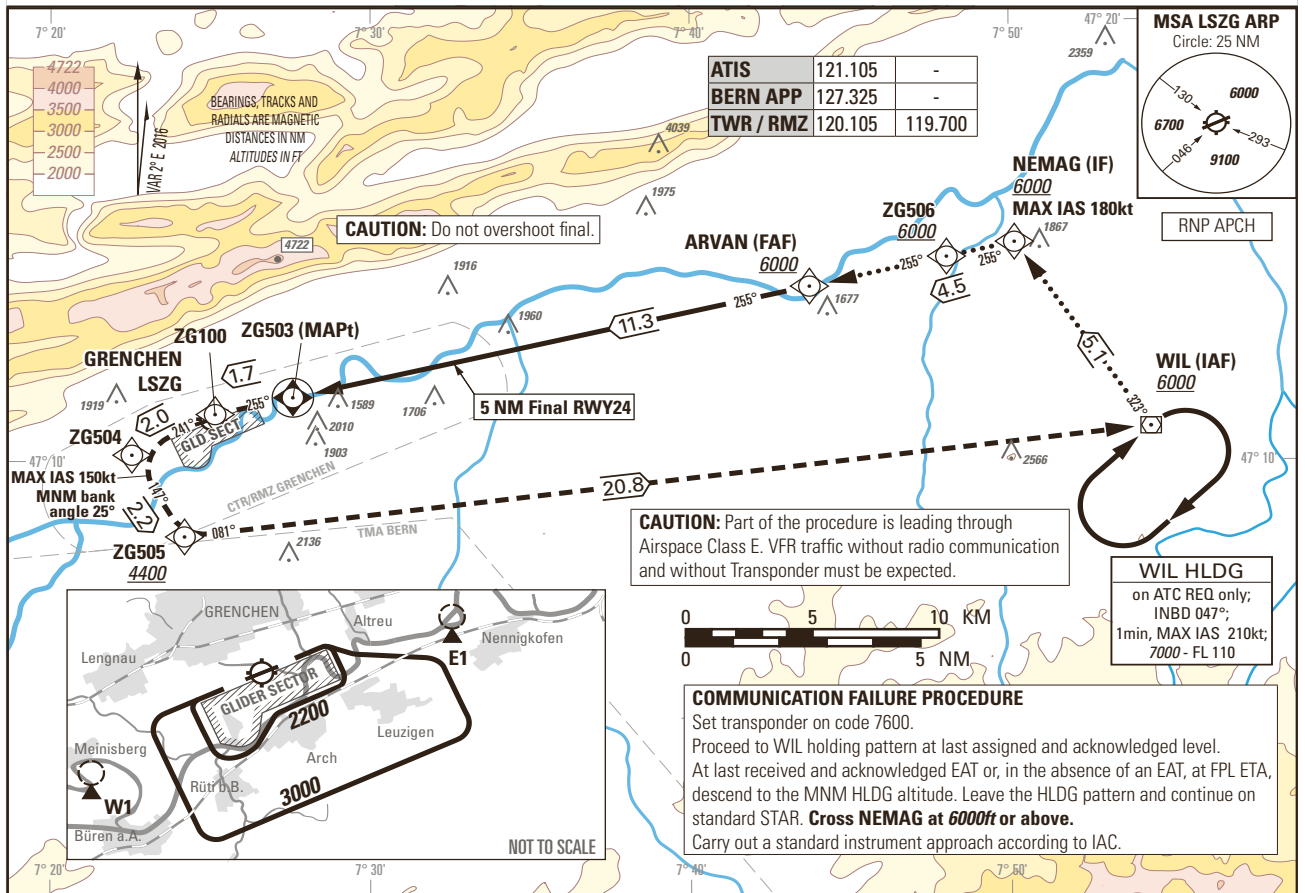 7° 20'
7° 30'
7° 40'
7° 50'
47° 20'
2359
MSA LSZG ARP
Circle: 25 NM
130
6000
6700
293
046
9100
RNP APCH
4722
4000
3500
3000
2500
2000
VAR 2° E 2016
BEARINGS, TRACKS AND
RADIALS ARE MAGNETIC
DISTANCES IN NM
ALTITUDES IN FT
ATIS 121.105 -
BERN APP 127.325 -
TWR / RMZ 120.105 119.700
4039
1975
NEMAG (IF)
6000
MAX IAS 180kt
1867
ZG506
6000
255°
255°
4.5
CAUTION: Do not overshoot final.
4722
ARVAN (FAF)
6000
1677
255°
1916
1960
11.3
5.1
323°
WIL (IAF)
6000
ZG503 (MAPt)
ZG100
GRENCHEN
LSZG
1.7
255°
5 NM Final RWY24
1919
1589
1706
2010
1903
2.0
241°
GLD SECT
ZG504
47° 10'
47° 10'
MAX IAS 150kt
MNM bank
angle 25°
147°
2.2
CTR/RMZ GRENCHEN
2566
20.8
081°
TMA BERN
ZG505
4400
2136
CAUTION: Part of the procedure is leading through
Airspace Class E. VFR traffic without radio communication
and without Transponder must be expected.
WIL HLDG
on ATC REQ only;
INBD 047°;
1min, MAX IAS 210kt;
7000 - FL 110
0 5 10 KM
0 5 NM
GRENCHEN
Altreu
Nennigkofen
Lengnau
E1
GLIDER SECTOR
2200
Leuzigen
Meinisberg
Arch
Rüti b.B.
3000
W1
Büren a.A.
NOT TO SCALE
COMMUNICATION FAILURE PROCEDURE
Set transponder on code 7600.
Proceed to WIL holding pattern at last assigned and acknowledged level.
At last received and acknowledged EAT or, in the absence of an EAT, at FPL ETA,
descend to the MNM HLDG altitude. Leave the HLDG pattern and continue on
standard STAR. Cross NEMAG at 6000ft or above.
Carry out a standard instrument approach according to IAC.
7° 20'
7° 30'
7° 40'
7° 50'